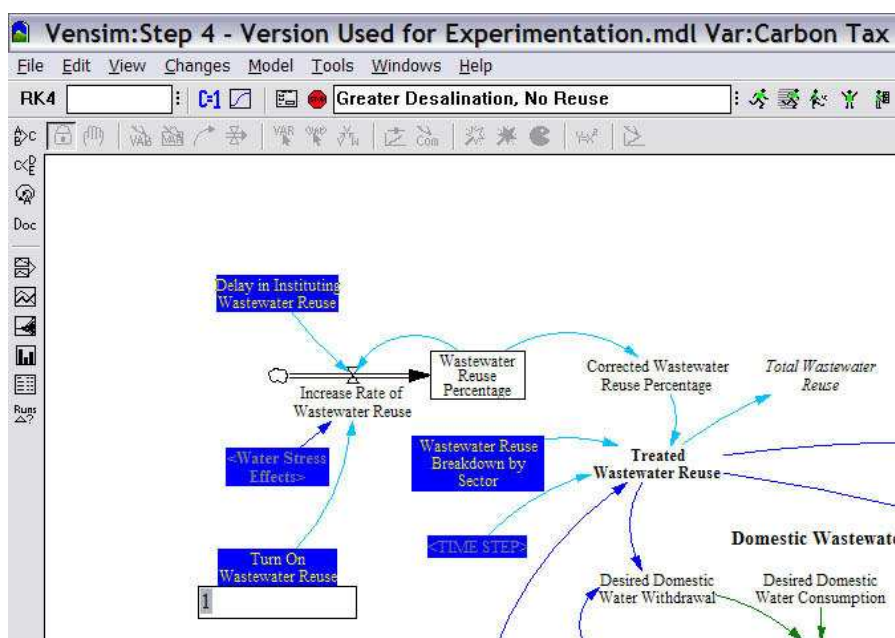 Vensim:Step 4 - Version Used for Experimentation.mdl Var:Carbon Tax
File Edit View Changes Model Tools Windows Help
RK4
Greater Desalination, No Reuse
Doc
Runs
Delay in Instituting
Wastewater Reuse
Wastewater
Reuse
Percentage
Increase Rate of
Wastewater Reuse
Corrected Wastewater
Reuse Percentage
Total Wastewater
Reuse
<Water Stress
Effects>
Wastewater Reuse
Breakdown by
Sector
Treated
Wastewater Reuse
<TIME STEP>
Domestic Wastewat
Turn On
Wastewater Reuse
1
Desired Domestic
Water Withdrawal
Desired Domestic
Water Consumption